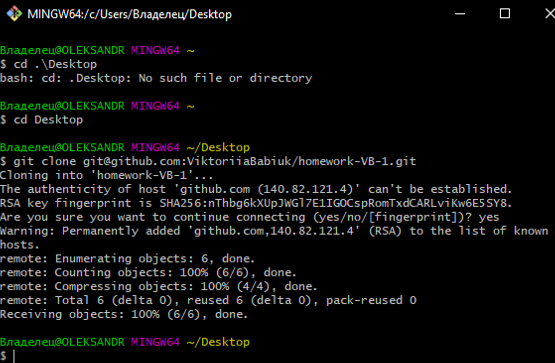 MINGW64:/c/Users/Владелец/Desktop
Владелец@OLEKSANDR MINGW64 ~
$ cd .\Desktop
bash: cd: .Desktop: No such file or directory
Владелец@OLEKSANDR MINGW64 ~
$ cd Desktop
Владелец@OLEKSANDR MINGW64 ~/Desktop
$ git clone git@github.com:ViktoriiaBabiuk/homework-VB-1.git
Cloning into 'homework-VB-1'...
The authenticity of host 'github.com (140.82.121.4)' can't be established.
RSA key fingerprint is SHA256:nThbg6kXUpJWGl7E1IGOCspRomTxdCARLviKw6E5SY8.
Are you sure you want to continue connecting (yes/no/[fingerprint])? yes
Warning: Permanently added 'github.com,140.82.121.4' (RSA) to the list of known
hosts.
remote: Enumerating objects: 6, done.
remote: Counting objects: 100% (6/6), done.
remote: Compressing objects: 100% (4/4), done.
remote: Total 6 (delta 0), reused 6 (delta 0), pack-reused 0
Receiving objects: 100% (6/6), done.
Владелец@OLEKSANDR MINGW64 ~/Desktop
$